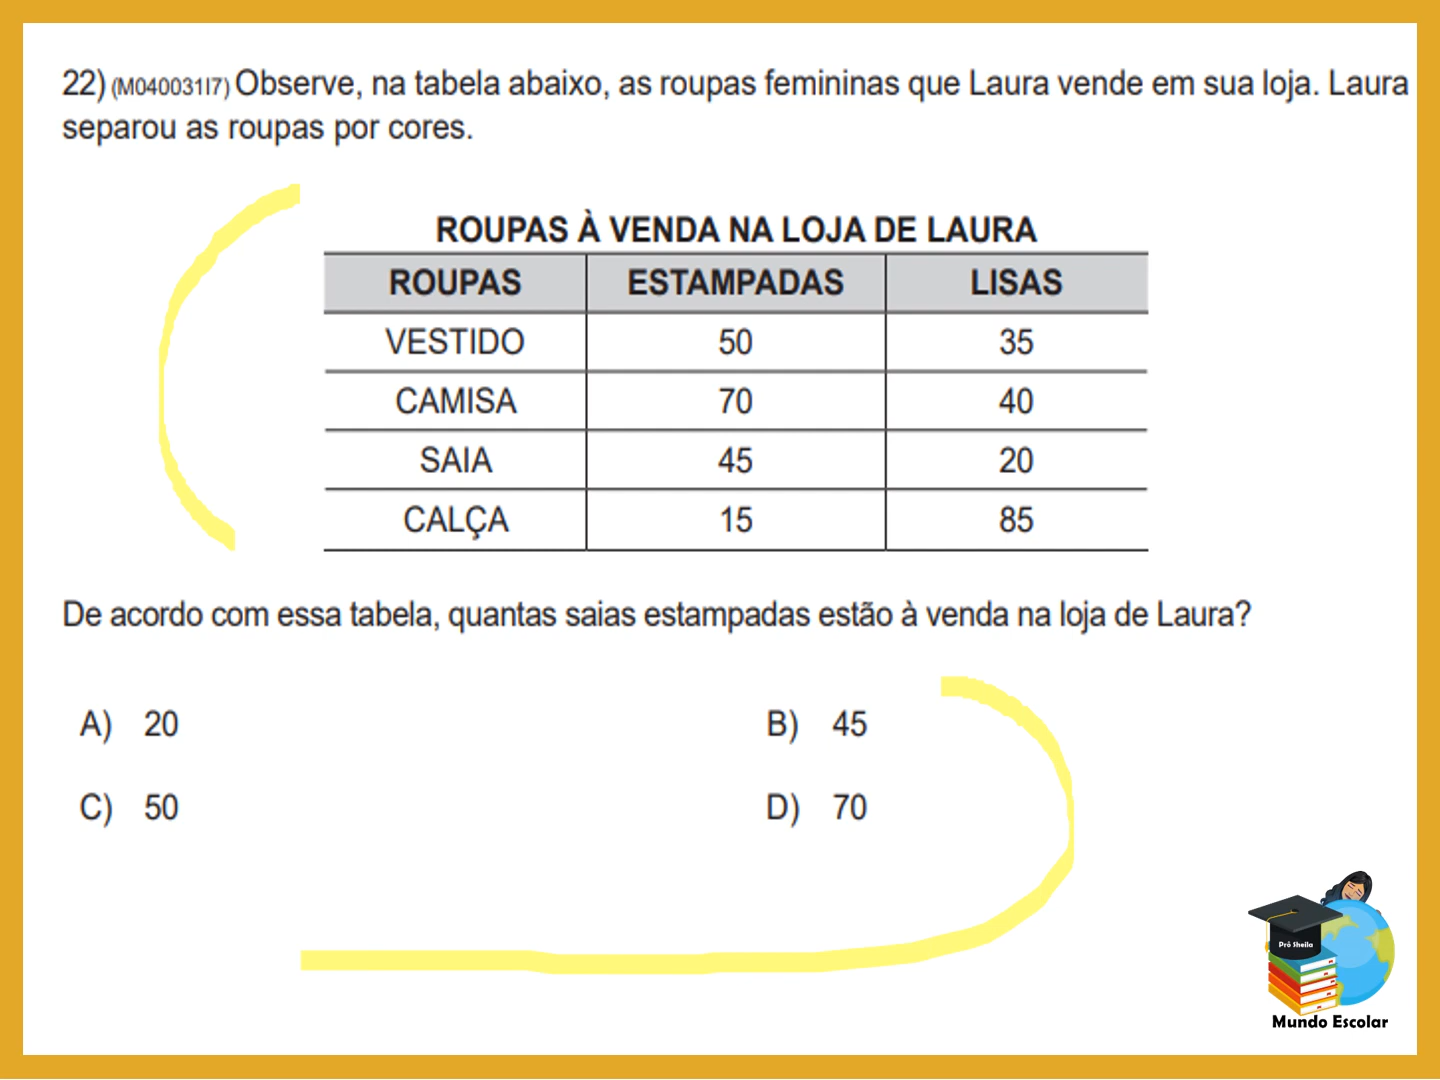 22) (M040031I7) Observe, na tabela abaixo, as roupas femininas que Laura vende em sua loja. Laura
separou as roupas por cores.
ROUPAS À VENDA NA LOJA DE LAURA
ROUPAS ESTAMPADAS LISAS
VESTIDO 50 35
CAMISA 70 40
SAIA 45 20
CALÇA 15 85
De acordo com essa tabela, quantas saias estampadas estão à venda na loja de Laura?
A) 20 B) 45
C) 50 D) 70
Prô Sheila
Mundo Escolar